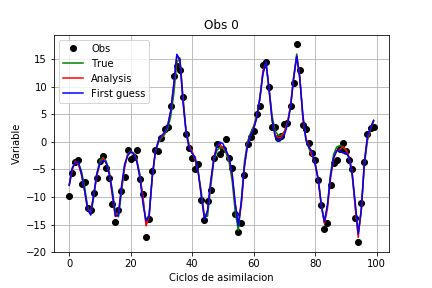 Obs 0
Obs
True
Analysis
First guess
Variable
15
10
5
0
−5
−10
−15
−20
0 20 40 60 80 100
Ciclos de asimilacion